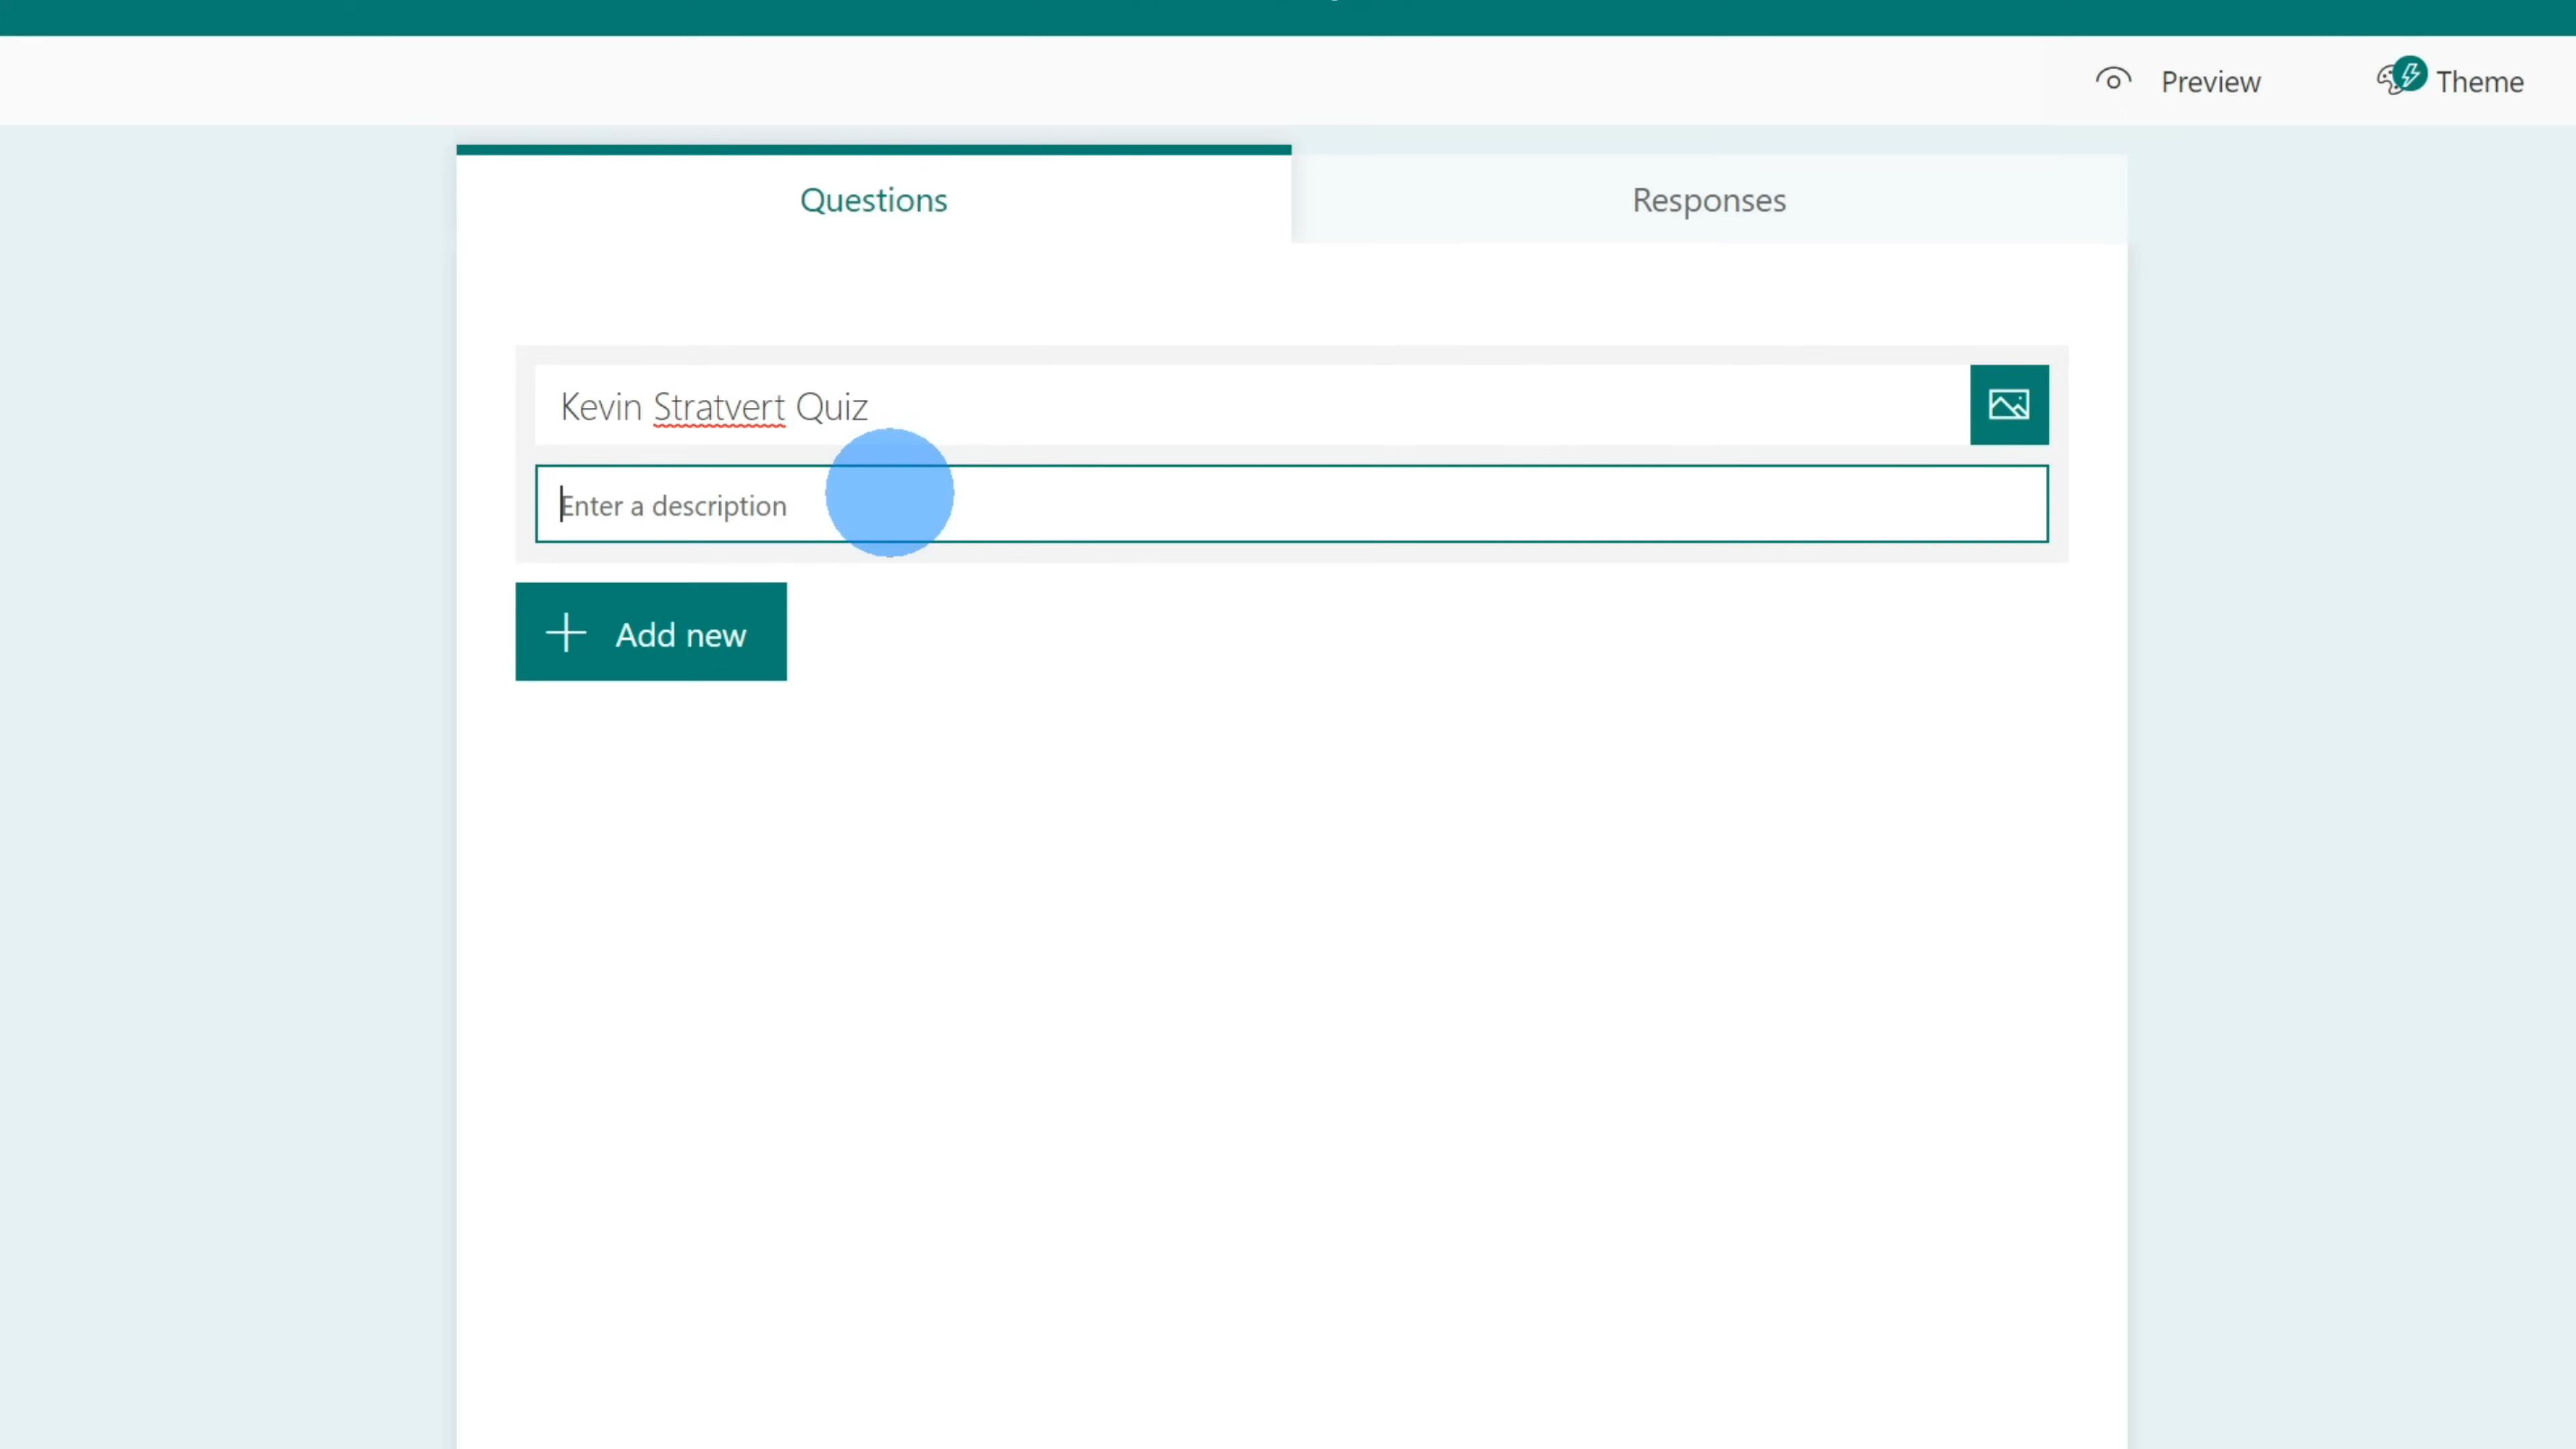 Preview
Theme
Questions
Responses
Kevin Stratvert Quiz
Enter a description
Add new